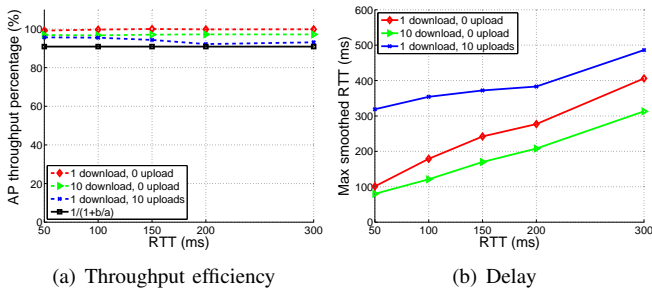 AP throughput percentage (%)
100
80
60
40
20
0
1 download, 0 upload
10 download, 0 upload
1 download, 10 uploads
1/(1+b/a)
50 100 150 200 300
RTT (ms)
(a) Throughput efficiency
Max smoothed RTT (ms)
600
500
400
300
200
100
0
1 download, 0 upload
10 download, 0 upload
1 download, 10 uploads
50 100 150 200 300
RTT (ms)
(b) Delay